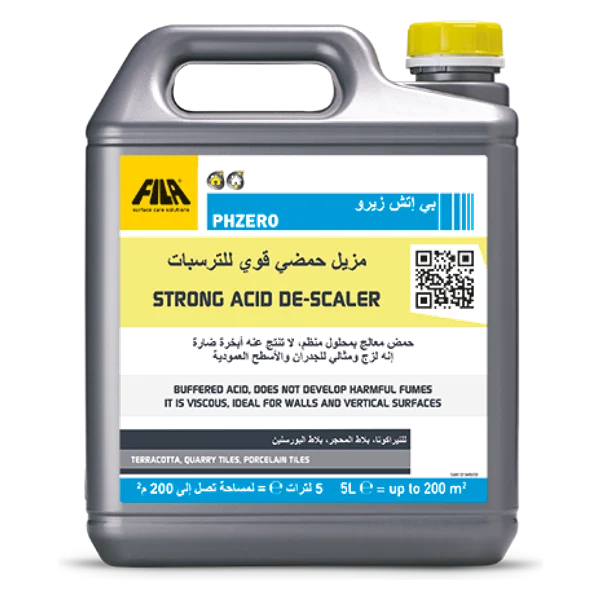 FILA
surface care solutions
PHZERO
بي إتش زيرو
مزيل حمضي قوي للترسبات
STRONG ACID DE-SCALER
حمض معالج بمحلول منظم، لا تنتج عنه أبخرة ضارة
إنه لزج ومثالي للجدران والأسطح العمودية
BUFFERED ACID, DOES NOT DEVELOP HARMFUL FUMES
IT IS VISCOUS, IDEAL FOR WALLS AND VERTICAL SURFACES
للتيراكوتا، بلاط المحجر، بلاط البورسلين
TERRACOTTA, QUARRY TILES, PORCELAIN TILES
5 لترات ℮ = لمساحة تصل إلى 200 م²
5L ℮ = up to 200 m²